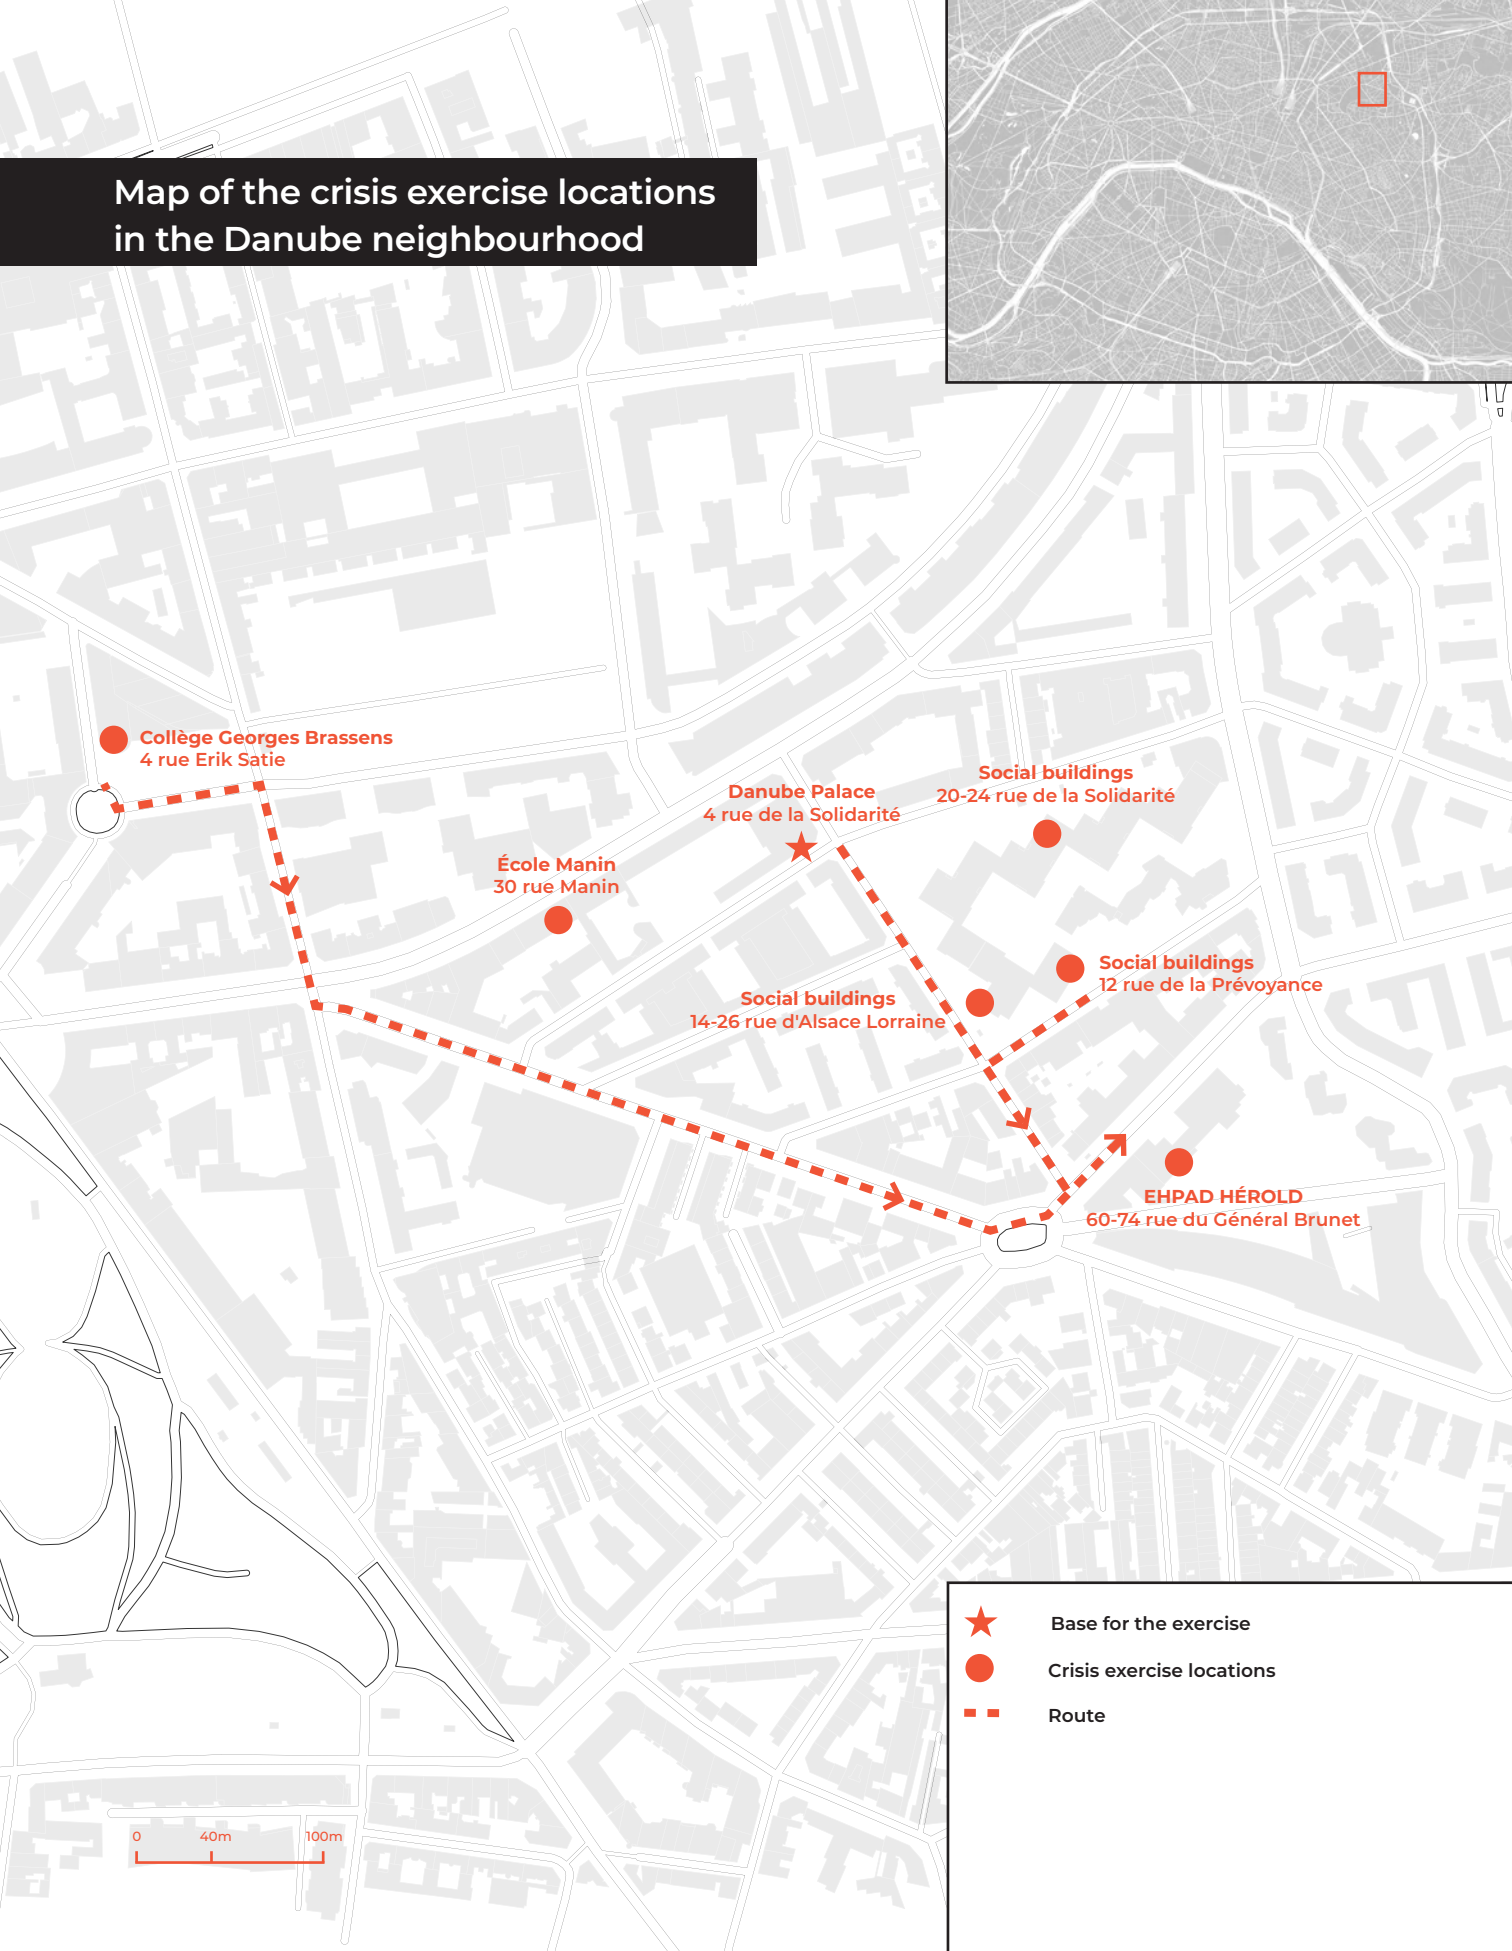 Map of the crisis exercise locations
in the Danube neighbourhood
Collège Georges Brassens
4 rue Erik Satie
Danube Palace
4 rue de la Solidarité
Social buildings
20-24 rue de la Solidarité
École Manin
30 rue Manin
Social buildings
12 rue de la Prévoyance
Social buildings
14-26 rue d'Alsace Lorraine
EHPAD HÉROLD
60-74 rue du Général Brunet
Base for the exercise
Crisis exercise locations
Route
0 40m 100m